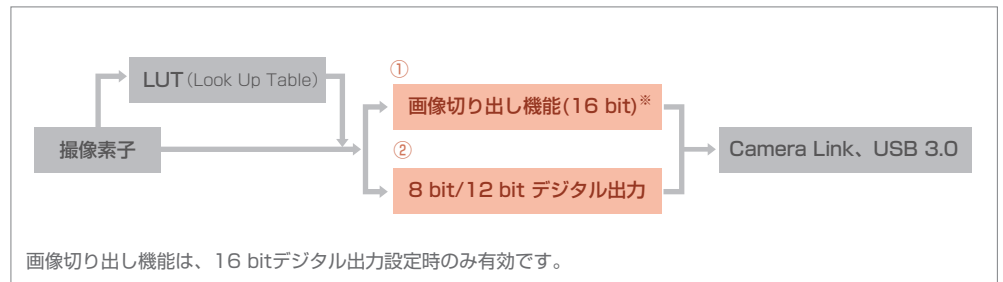 LUT(Look Up Table)
①
画像切り出し機能(16 bit)※
撮像素子
②
Camera Link、USB 3.0
8 bit/12 bit デジタル出力
画像切り出し機能は、16 bitデジタル出力設定時のみ有効です。